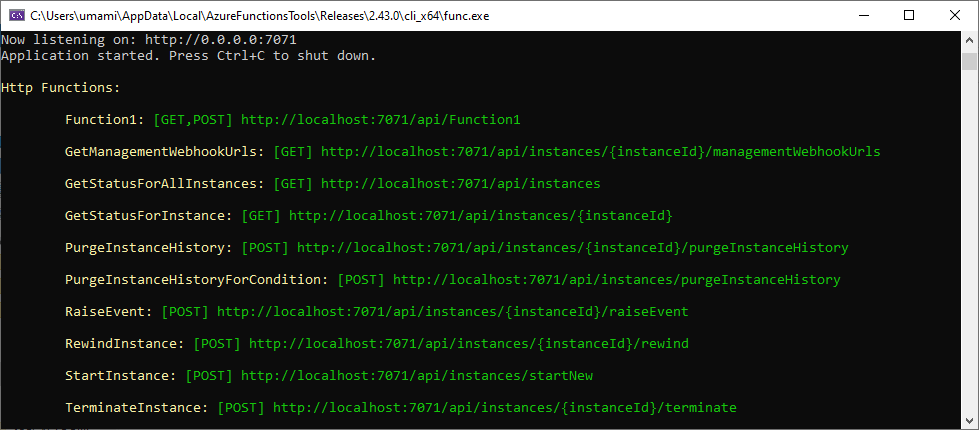 C:\Users\umami\AppData\Local\AzureFunctionsTools\Releases\2.43.0\cli_x64\func.exe
Now listening on: http://0.0.0.0:7071
Application started. Press Ctrl+C to shut down.
Http Functions:
Function1: [GET,POST] http://localhost:7071/api/Function1
GetManagementWebhookUrls: [GET] http://localhost:7071/api/instances/{instanceId}/managementWebhookUrls
GetStatusForAllInstances: [GET] http://localhost:7071/api/instances
GetStatusForInstance: [GET] http://localhost:7071/api/instances/{instanceId}
PurgeInstanceHistory: [POST] http://localhost:7071/api/instances/{instanceId}/purgeInstanceHistory
PurgeInstanceHistoryForCondition: [POST] http://localhost:7071/api/instances/purgeInstanceHistory
RaiseEvent: [POST] http://localhost:7071/api/instances/{instanceId}/raiseEvent
RewindInstance: [POST] http://localhost:7071/api/instances/{instanceId}/rewind
StartInstance: [POST] http://localhost:7071/api/instances/startNew
TerminateInstance: [POST] http://localhost:7071/api/instances/{instanceId}/terminate